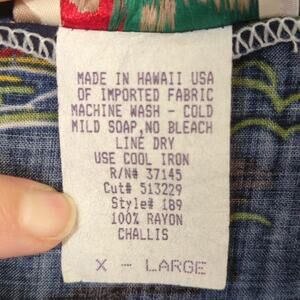 MADE IN HAWAII USA
OF IMPORTED FABRIC
MACHINE WASH - COLD
MILD SOAP, NO BLEACH
LINE DRY
USE COOL IRON
R/N# 37145
Cut# 513229
Style# 189
100% RAYON
CHALLIS
X - LARGE